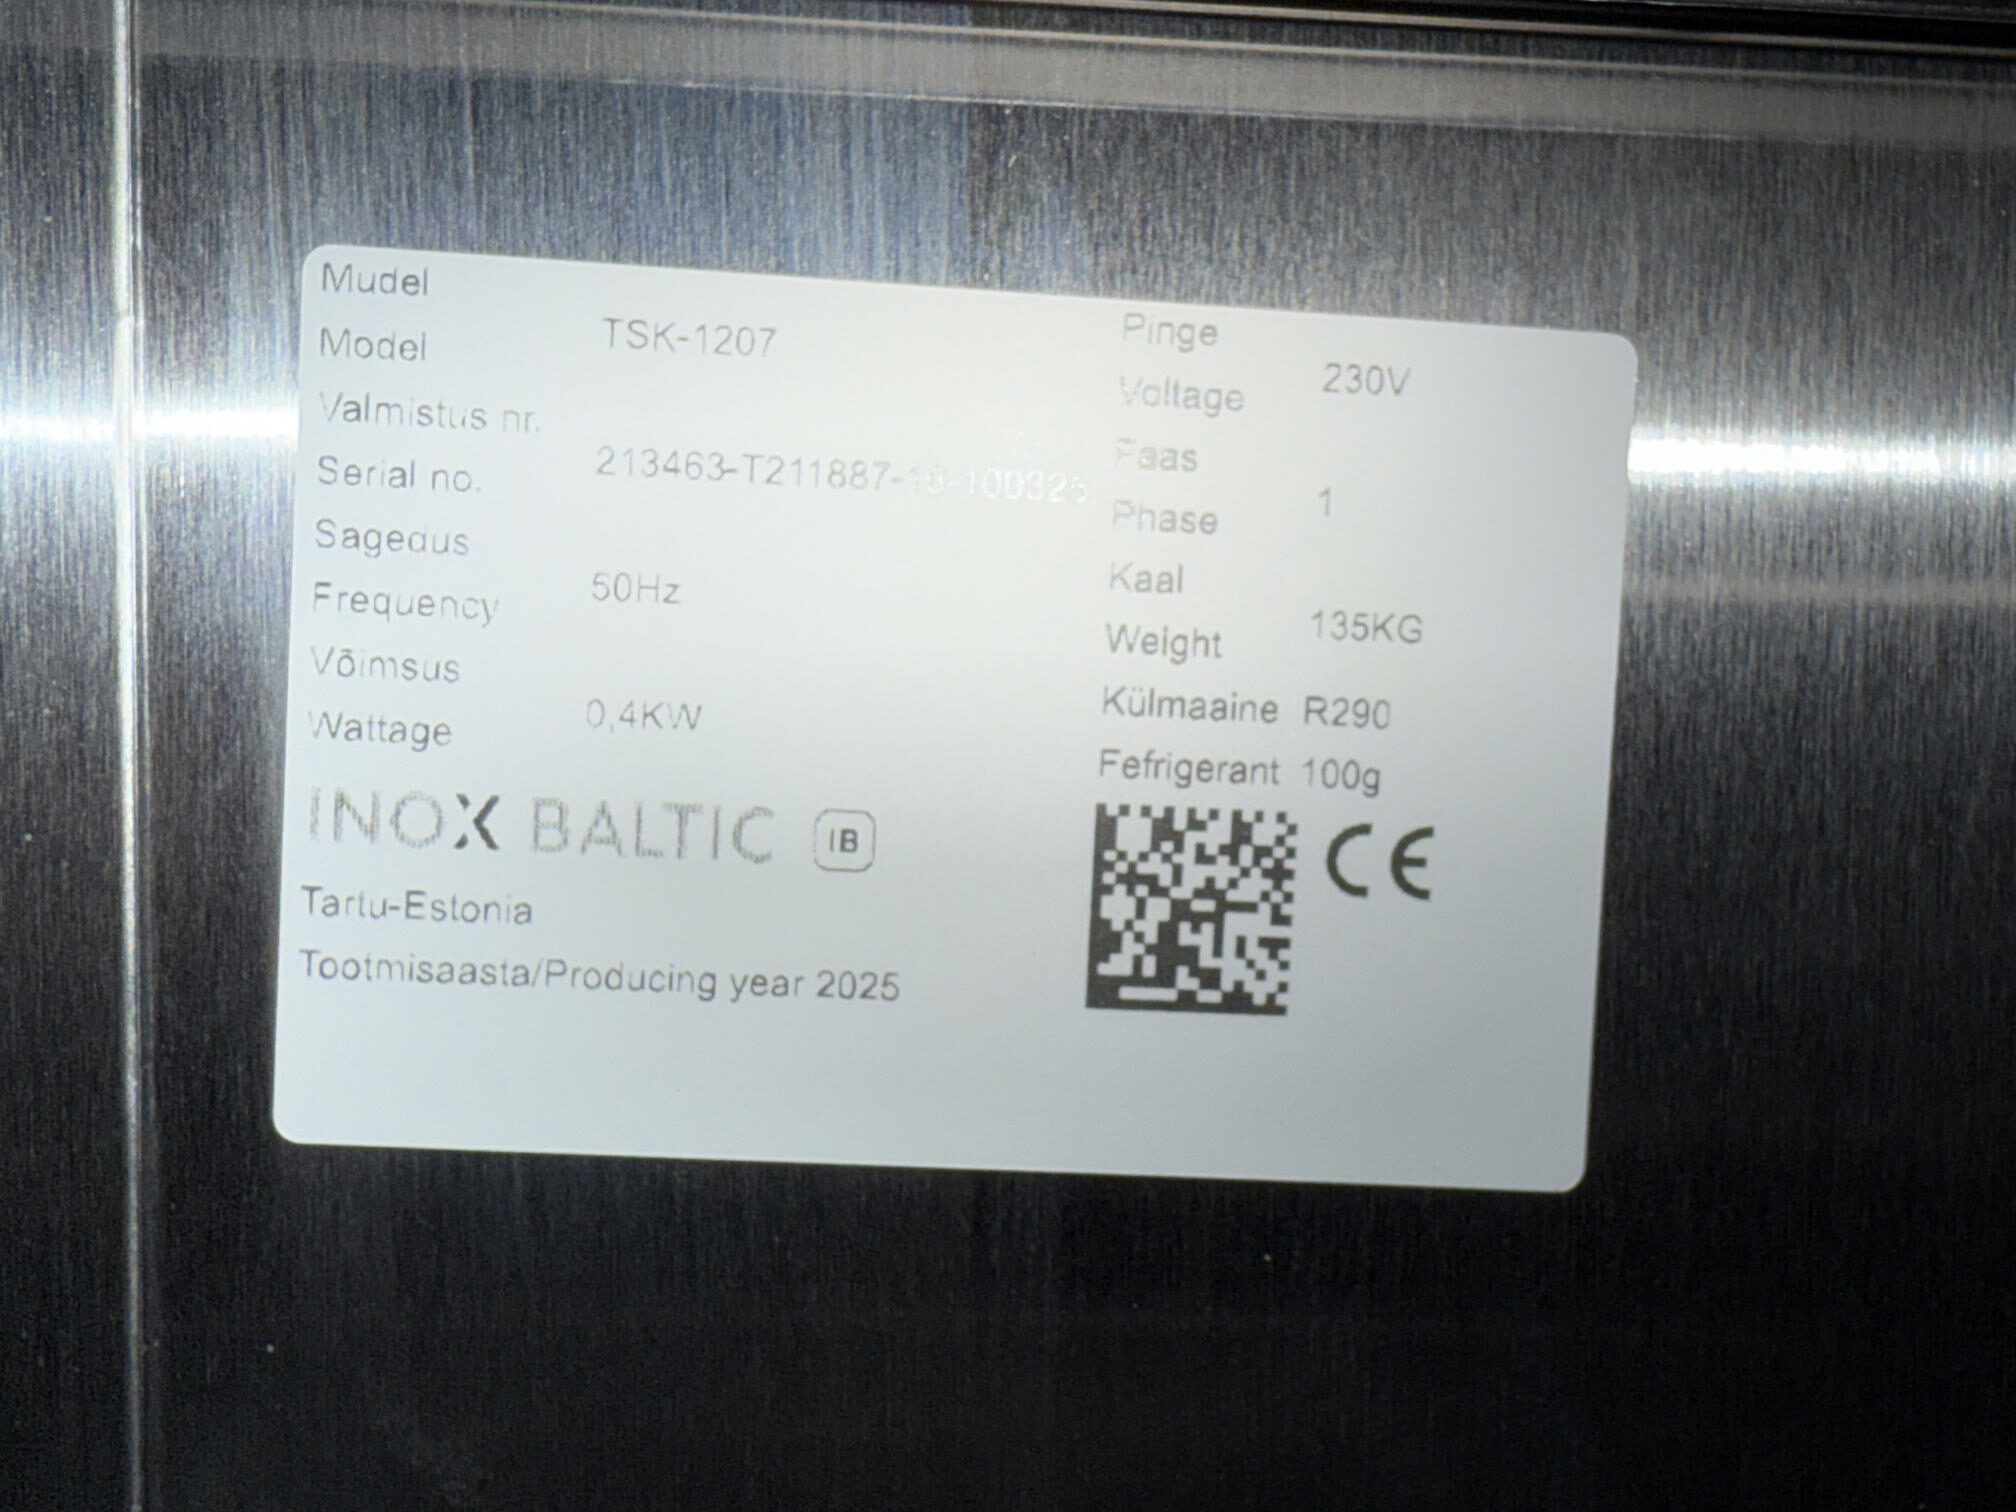 Mudel
Model TSK-1207
Valmistus nr.
Serial no. 213463-T211887-18-100325
Sagedus
Frequency 50Hz
Võimsus
Wattage 0,4KW
INOX BALTIC IB
Tartu-Estonia
Tootmisaasta/Producing year 2025
Pinge
Voltage 230V
Faas
Phase 1
Kaal
Weight 135KG
Külmaaine R290
Fefrigerant 100g
CE